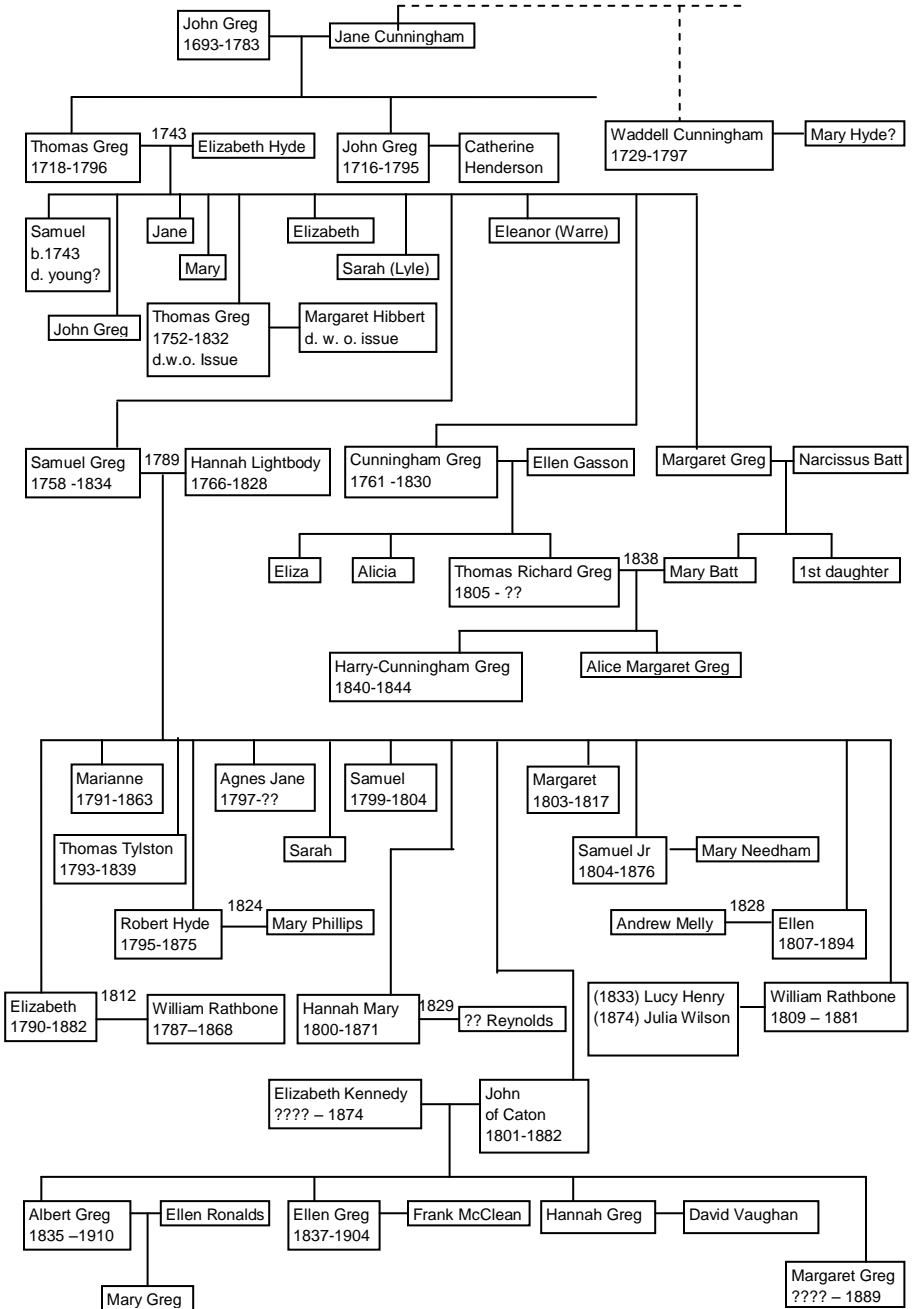 John Greg
1693-1783
Jane Cunningham
Thomas Greg
1718-1796
1743
Elizabeth Hyde
John Greg
1716-1795
Catherine
Henderson
Waddell Cunningham
1729-1797
Mary Hyde?
Samuel
b.1743
d. young?
Jane
Elizabeth
Eleanor (Warre)
Mary
Sarah (Lyle)
John Greg
Thomas Greg
1752-1832
d.w.o. Issue
Margaret Hibbert
d. w. o. issue
Samuel Greg
1758 -1834
1789
Hannah Lightbody
1766-1828
Cunningham Greg
1761 -1830
Ellen Gasson
Margaret Greg
Narcissus Batt
Eliza
Alicia
Thomas Richard Greg
1805 - ??
1838
Mary Batt
1st daughter
Harry-Cunningham Greg
1840-1844
Alice Margaret Greg
Marianne
1791-1863
Agnes Jane
1797-??
Samuel
1799-1804
Margaret
1803-1817
Thomas Tylston
1793-1839
Sarah
Samuel Jr
1804-1876
Mary Needham
Robert Hyde
1795-1875
1824
Mary Phillips
Andrew Melly
1828
Ellen
1807-1894
Elizabeth
1790-1882
1812
William Rathbone
1787–1868
Hannah Mary
1800-1871
1829
?? Reynolds
(1833) Lucy Henry
(1874) Julia Wilson
William Rathbone
1809 – 1881
Elizabeth Kennedy
???? – 1874
John
of Caton
1801-1882
Albert Greg
1835 –1910
Ellen Ronalds
Ellen Greg
1837-1904
Frank McClean
Hannah Greg
David Vaughan
Margaret Greg
???? – 1889
Mary Greg